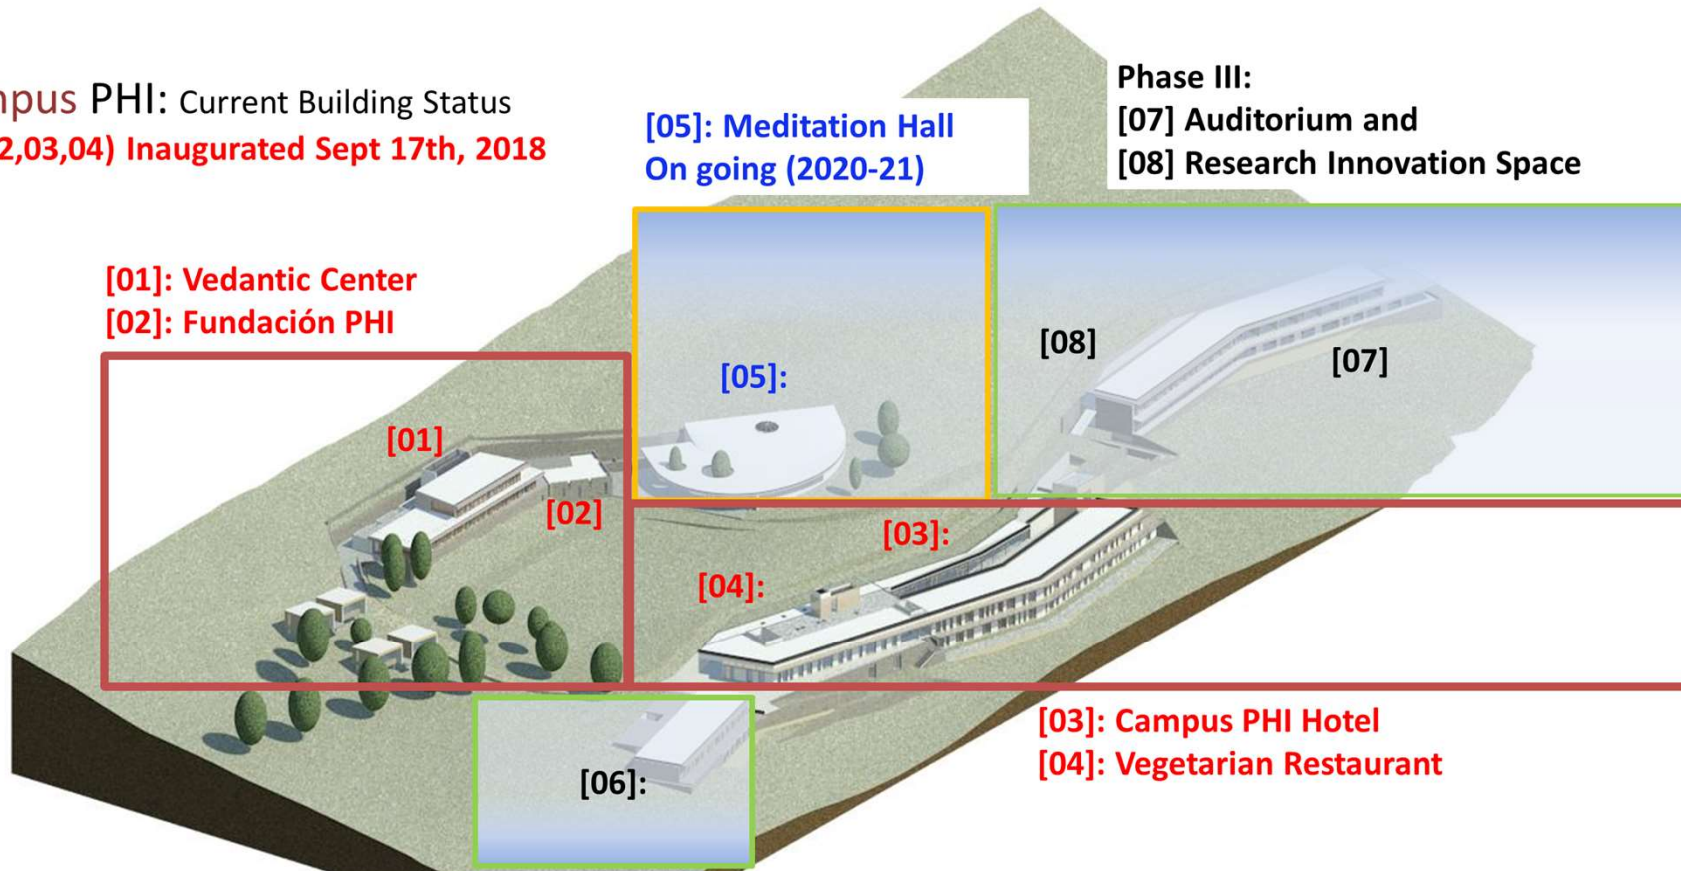 mpus PHI: Current Building Status
2,03,04) Inaugurated Sept 17th, 2018
[05]: Meditation Hall
On going (2020-21)
Phase III:
[07] Auditorium and
[08] Research Innovation Space
[01]: Vedantic Center
[02]: Fundación PHI
[08]
[07]
[05]:
[01]
[02]
[03]:
[04]:
[03]: Campus PHI Hotel
[04]: Vegetarian Restaurant
[06]: